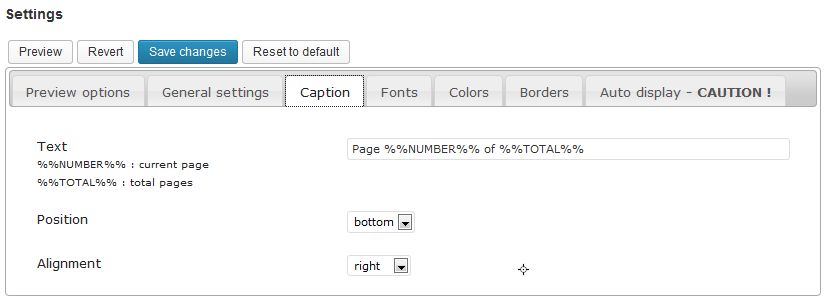 Settings
Preview Revert Save changes Reset to default
Preview options General settings Caption Fonts Colors Borders Auto display - CAUTION !
Text Page %%NUMBER%% of %%TOTAL%%
%%NUMBER%% : current page
%%TOTAL%% : total pages
Position bottom
Alignment right